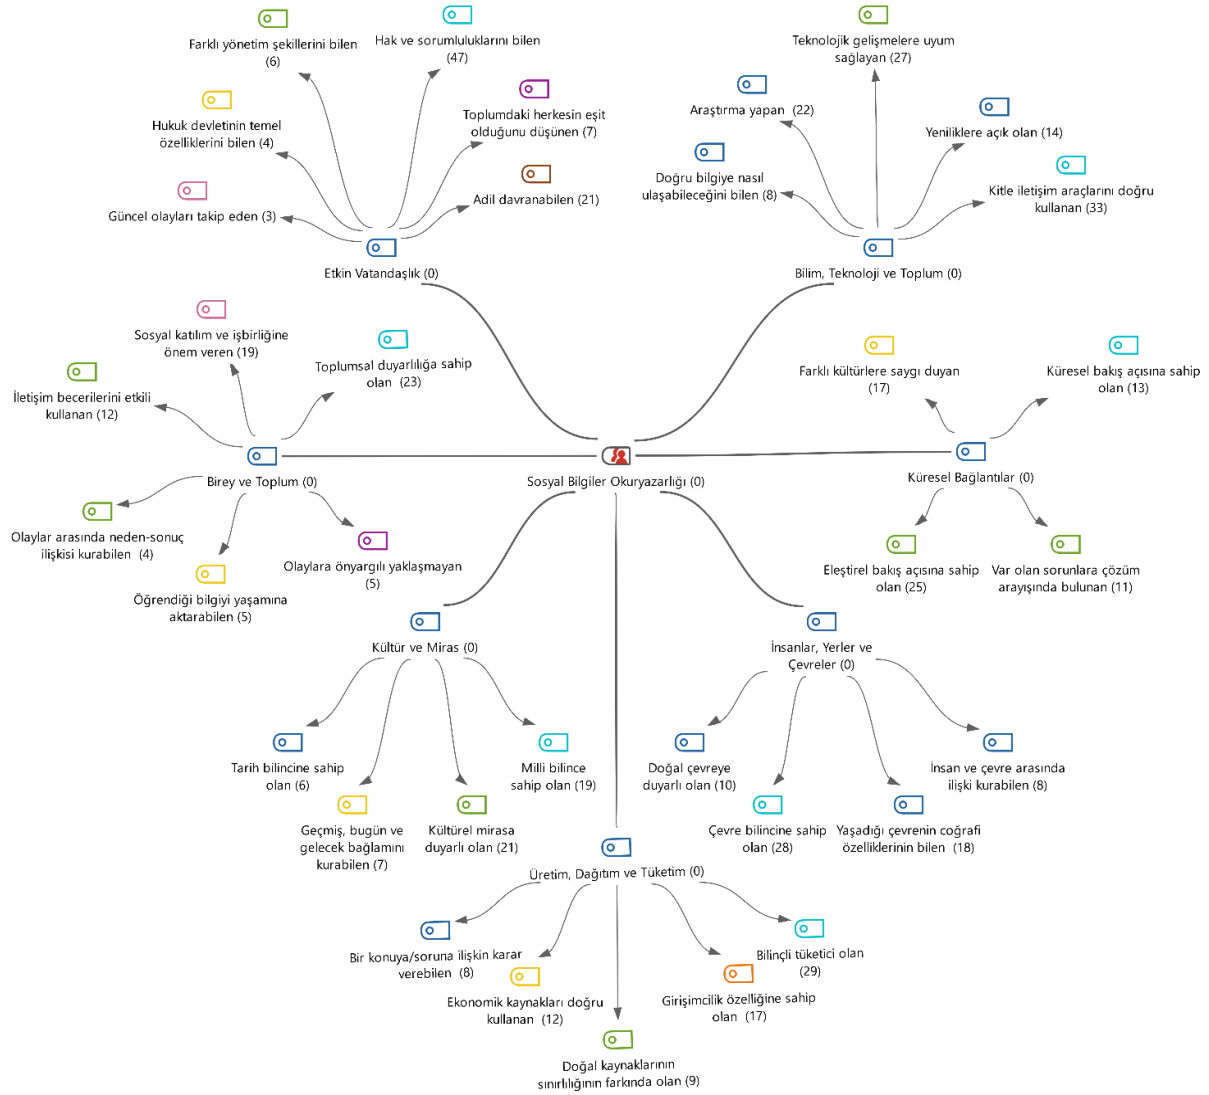 Farklı yönetim şekillerini bilen
(6)
Hak ve sorumluluklarını bilen
(47)
Hukuk devletinin temel
özelliklerini bilen (4)
Toplumdaki herkesin eşit
olduğunu düşünen (7)
Güncel olayları takip eden (3)
Adil davranabilen (21)
Etkin Vatandaşlık (0)
Teknolojik gelişmelere uyum
sağlayan (27)
Araştırma yapan (22)
Yeniliklere açık olan (14)
Doğru bilgiye nasıl
ulaşabileceğini bilen (8)
Kitle iletişim araçlarını doğru
kullanan (33)
Bilim, Teknoloji ve Toplum (0)
Sosyal katılım ve işbirliğine
önem veren (19)
Toplumsal duyarlılığa sahip
olan (23)
İletişim becerilerini etkili
kullanan (12)
Birey ve Toplum (0)
Olaylar arasında neden-sonuç
ilişkisi kurabilen (4)
Olaylara önyargılı yaklaşmayan
(5)
Öğrendiği bilgiyi yaşamına
aktarabilen (5)
Sosyal Bilgiler Okuryazarlığı (0)
Farklı kültürlere saygı duyan
(17)
Küresel bakış açısına sahip
olan (13)
Küresel Bağlantılar (0)
Eleştirel bakış açısına sahip
olan (25)
Var olan sorunlara çözüm
arayışında bulunan (11)
Kültür ve Miras (0)
Tarih bilincine sahip
olan (6)
Milli bilince
sahip olan (19)
Geçmiş, bugün ve
gelecek bağlamını
kurabilen (7)
Kültürel mirasa
duyarlı olan (21)
İnsanlar, Yerler ve
Çevreler (0)
Doğal çevreye
duyarlı olan (10)
İnsan ve çevre arasında
ilişki kurabilen (8)
Çevre bilincine sahip
olan (28)
Yaşadığı çevrenin coğrafi
özelliklerinin bilen (18)
Üretim, Dağıtım ve Tüketim (0)
Bir konuya/soruna ilişkin karar
verebilen (8)
Bilinçli tüketici olan
(29)
Ekonomik kaynakları doğru
kullanan (12)
Girişimcilik özelliğine sahip
olan (17)
Doğal kaynaklarının
sınırlılığının farkında olan (9)